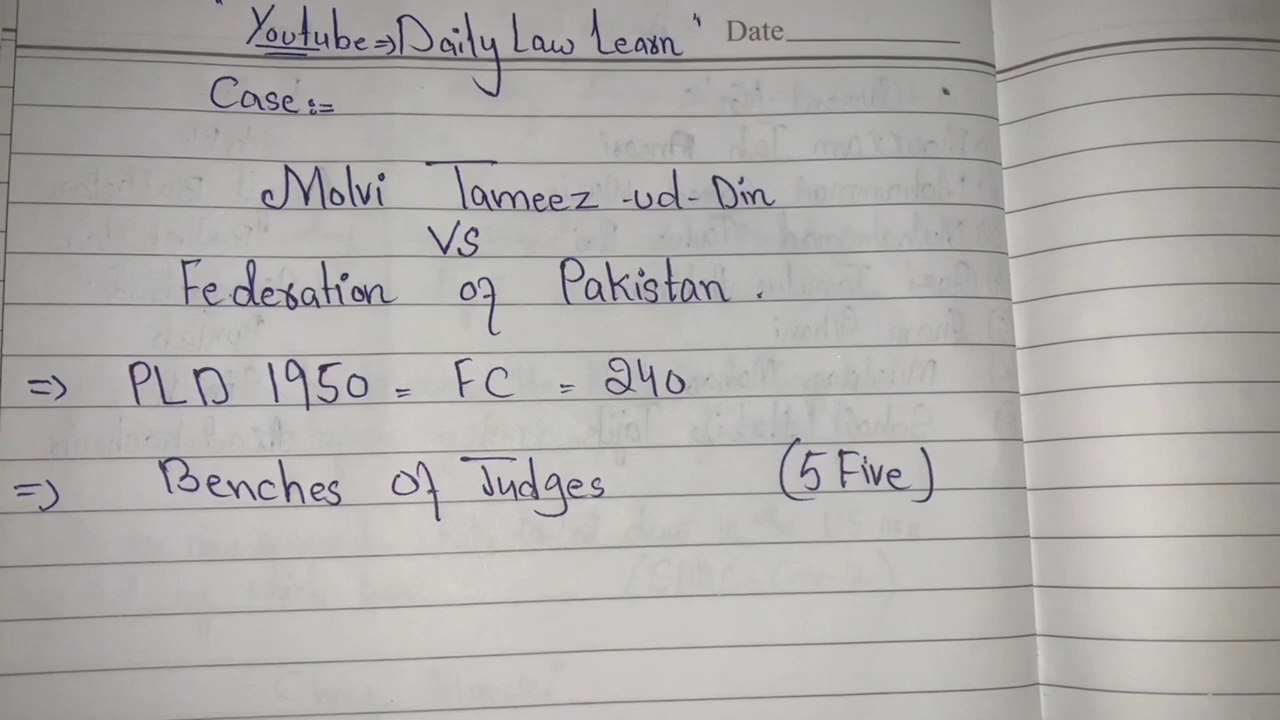 "Youtube⇒Daily Law Learn" Date
Case:=
Molvi Tameez-ud-Din
VS
Federation of Pakistan.
⇒ PLD 1950 = FC = 240
⇒ Benches of Judges (5 Five)